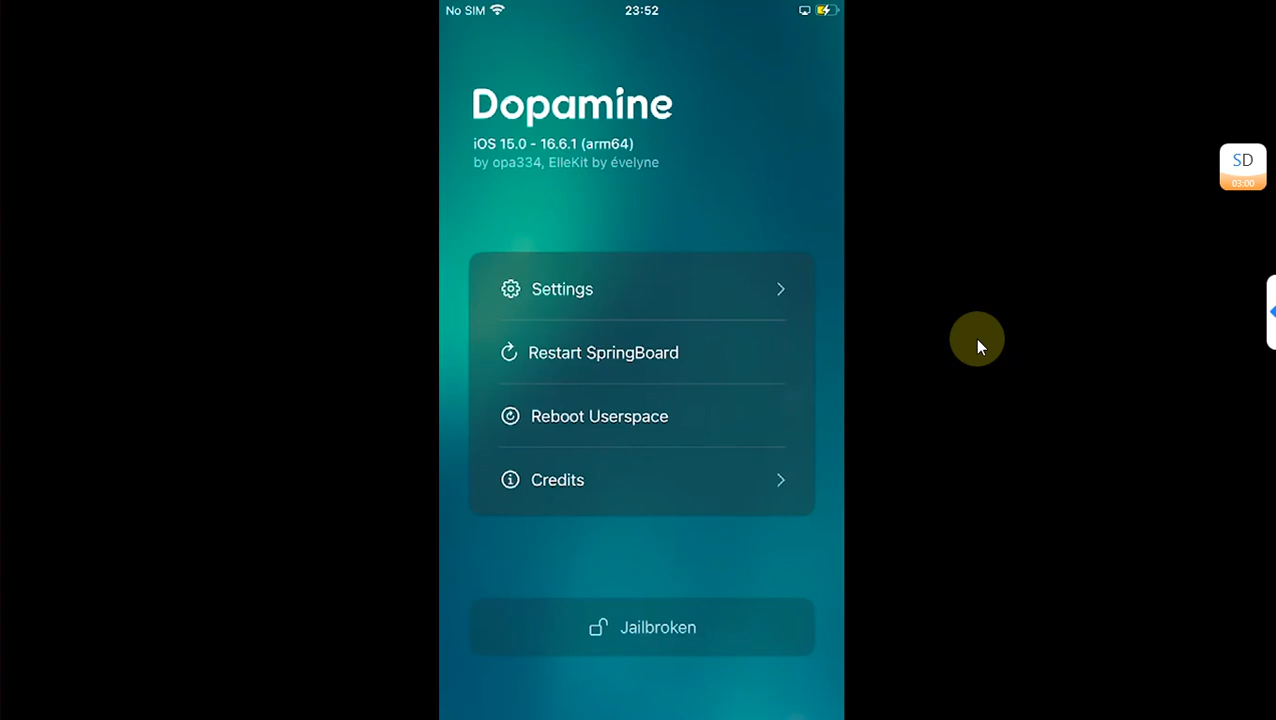 No SIM
23:52
Dopamine
iOS 15.0 - 16.6.1 (arm64)
by opa334, ElleKit by évelyne
SD
03:00
Settings
Restart SpringBoard
Reboot Userspace
Credits
Jailbroken